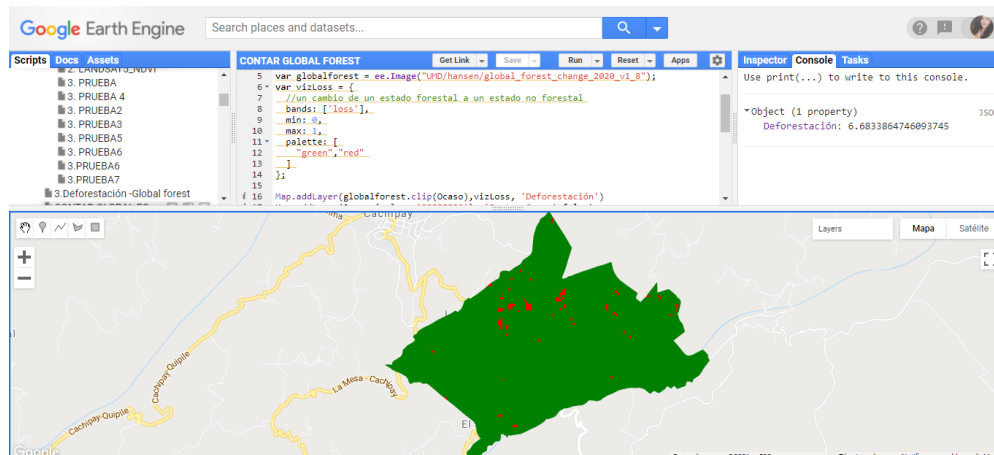 Google Earth Engine
Search places and datasets...
Scripts Docs Assets
2. LANDSAT5_NDVI
3. PRUEBA
3. PRUEBA 4
3. PRUEBA2
3. PRUEBA3
3. PRUEBA5
3. PRUEBA6
3.PRUEBA6
3.PRUEBA7
3.Deforestación -Global forest
CONTAR GLOBAL FOREST
Get Link
Save
Run
Reset
Apps
5 var globalforest = ee.Image("UMD/hansen/global_forest_change_2020_v1_8");
6 var vizLoss = {
7 //un cambio de un estado forestal a un estado no forestal
8 bands: ['loss'],
9 min: 0,
10 max: 1,
11 palette: [
12 "green","red"
13 ]
14 };
15
i 16 Map.addLayer(globalforest.clip(Ocaso),vizLoss, 'Deforestación')
Inspector Console Tasks
Use print(...) to write to this console.
Object (1 property)
JSO
Deforestación: 6.6833864746093745
Layers
Mapa
Satélite
Cachipay
Cachipay-Quipile
La Mesa - Cachipay
Cachipay-Quipile
El
Google